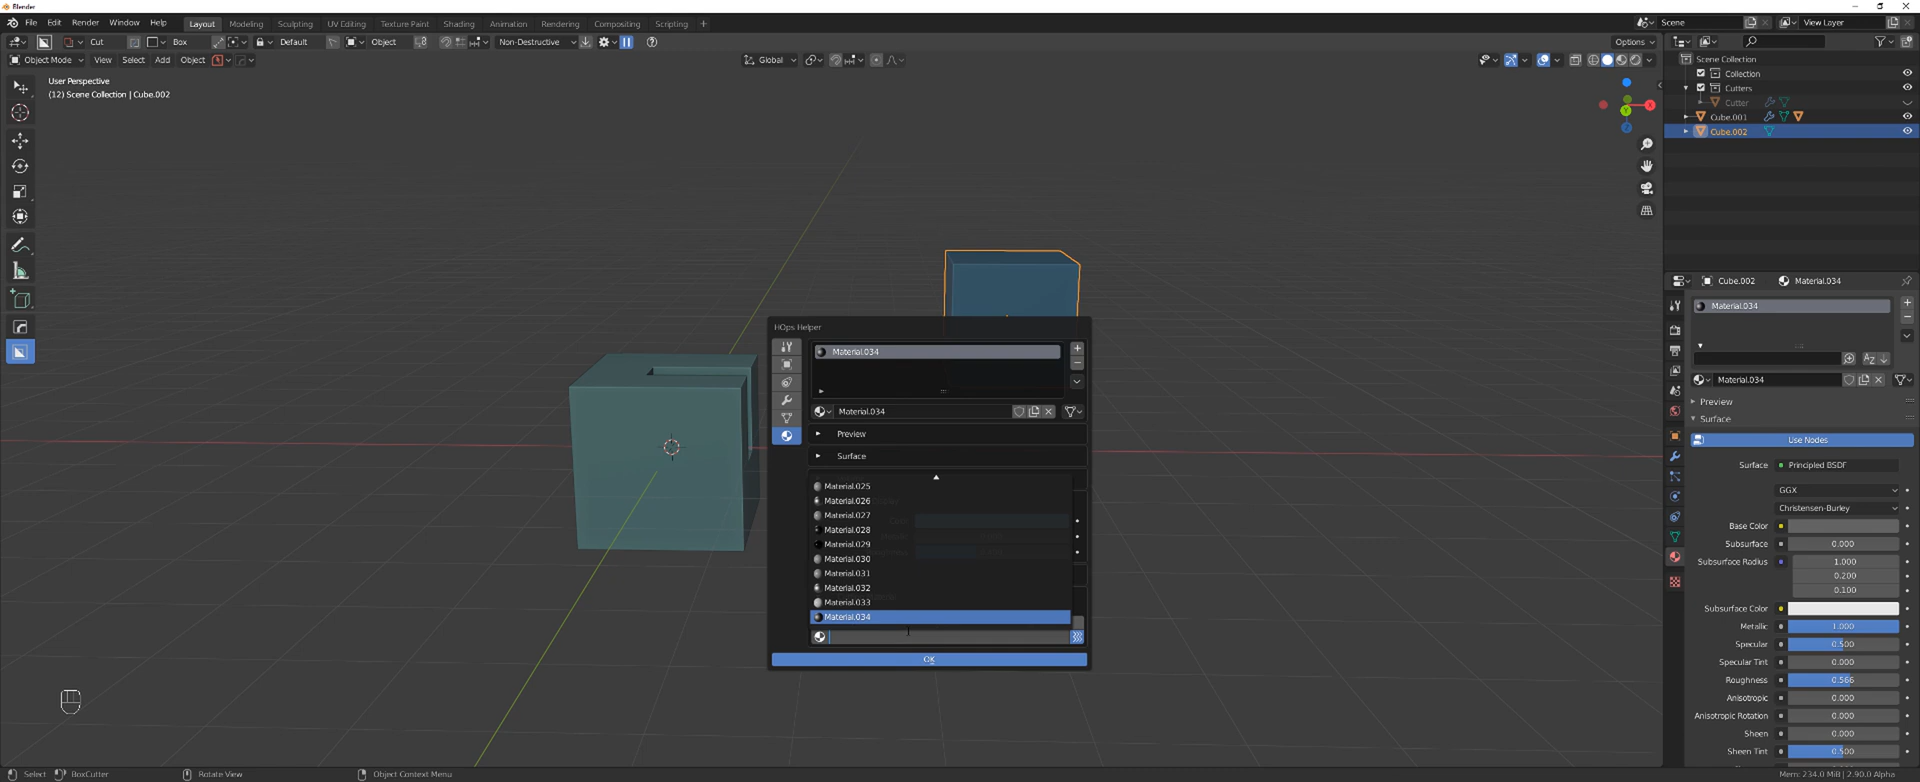 Blender
File Edit Render Window Help Layout Modeling Sculpting UV Editing Texture Paint Shading Animation Rendering Compositing Scripting + Scene View Layer
Cut Box Default Object Non-Destructive Options
Object Mode View Select Add Object Global
User Perspective
(12) Scene Collection | Cube.002
X
Y
Z
Scene Collection
Collection
Cutters
Cutter
Cube.001
Cube.002
Cube.002 Material.034
Material.034
Material.034
Preview
Surface
Use Nodes
Surface Principled BSDF
GGX
Christensen-Burley
Base Color
Subsurface 0.000
Subsurface Radius 1.000
0.200
0.100
Subsurface Color
Metallic 1.000
Specular 0.500
Specular Tint 0.000
Roughness 0.566
Anisotropic 0.000
Anisotropic Rotation 0.000
Sheen 0.000
Sheen Tint 0.500
HOps Helper
Material.034
Material.034
Preview
Surface
Material.025
Material.026
Material.027
Material.028
Material.029
Material.030
Material.031
Material.032
Material.033
Material.034
OK
Select BoxCutter Rotate View Object Context Menu Mem: 234.0 MiB | 2.90.0 Alpha